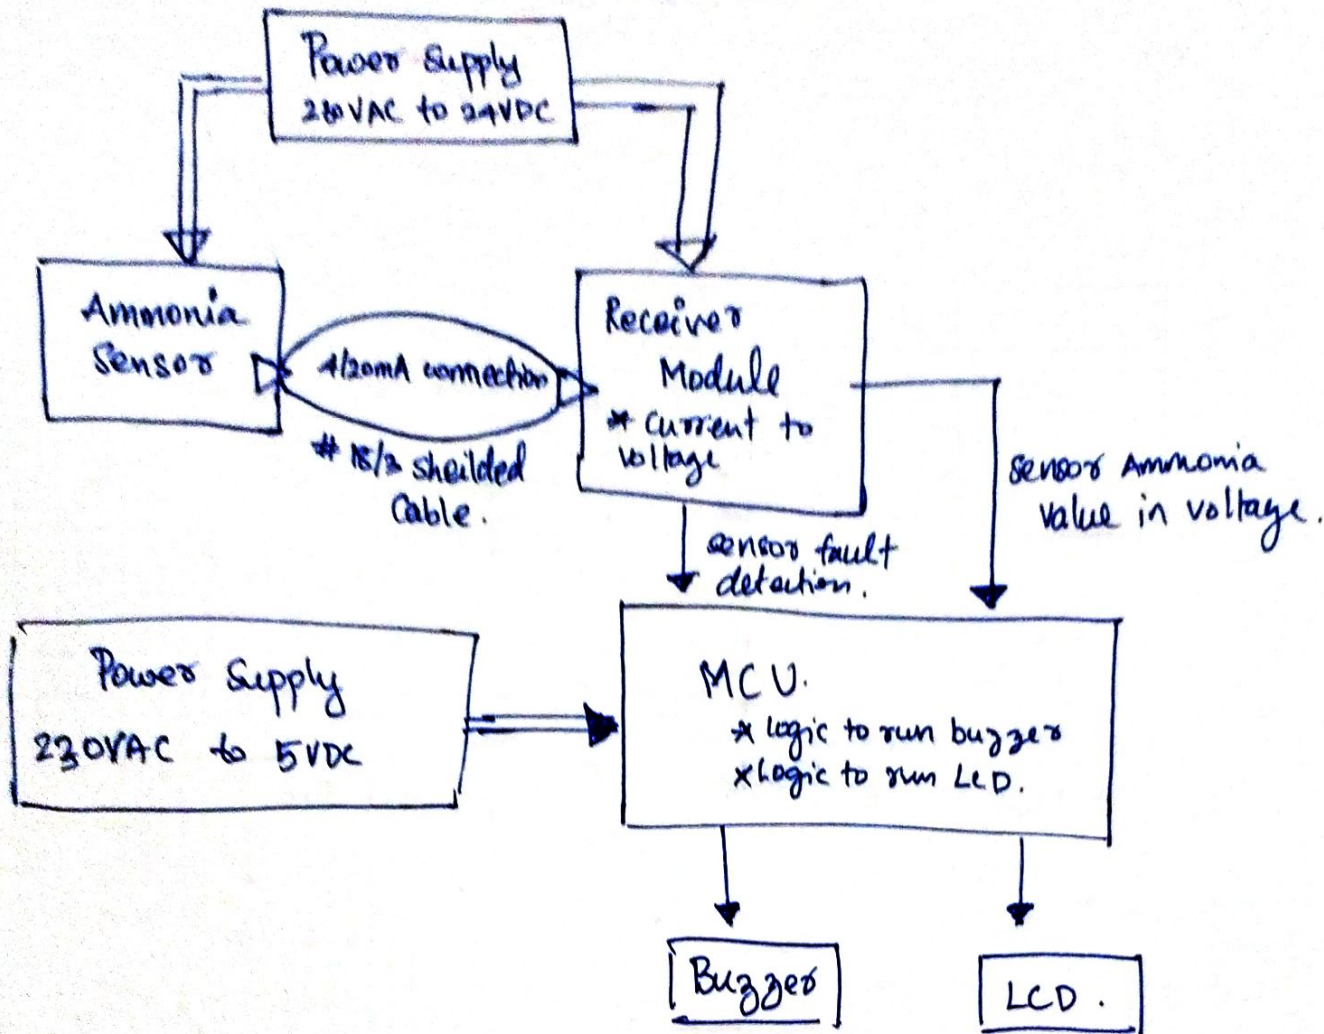 Power Supply
230VAC to 24VDC
Ammonia
Sensor
4/20mA connection
# 18/3 sheilded
Cable.
Receiver
Module
* Current to
voltage
sensor Ammonia
value in voltage.
sensor fault
detection.
Power Supply
230VAC to 5VDC
MCU.
* Logic to run buzzer
* Logic to run LCD.
Buzzer
LCD.